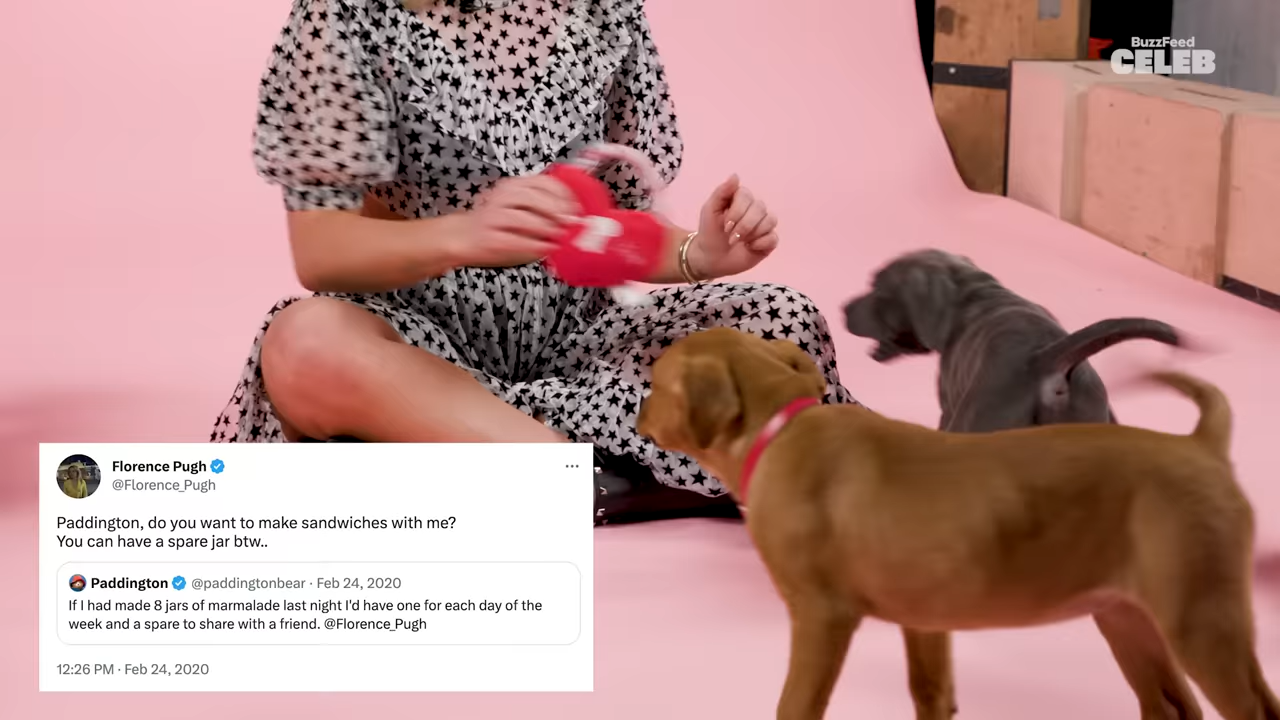 BuzzFeed
CELEB
Florence Pugh
@Florence_Pugh
Paddington, do you want to make sandwiches with me?
You can have a spare jar btw..
Paddington @paddingtonbear · Feb 24, 2020
If I had made 8 jars of marmalade last night I'd have one for each day of the
week and a spare to share with a friend. @Florence_Pugh
12:26 PM · Feb 24, 2020